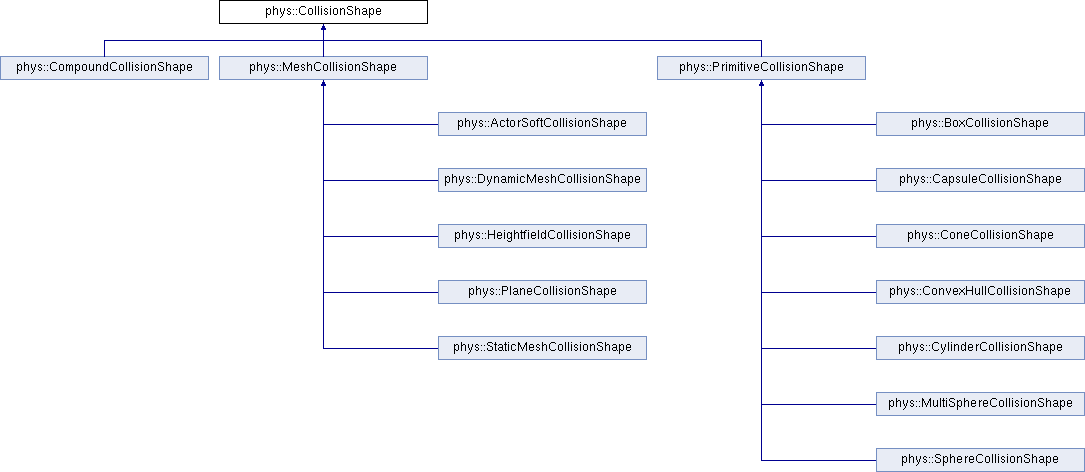 phys::CollisionShape
phys::CompoundCollisionShape
phys::MeshCollisionShape
phys::PrimitiveCollisionShape
phys::ActorSoftCollisionShape
phys::BoxCollisionShape
phys::DynamicMeshCollisionShape
phys::CapsuleCollisionShape
phys::HeightfieldCollisionShape
phys::ConeCollisionShape
phys::PlaneCollisionShape
phys::ConvexHullCollisionShape
phys::StaticMeshCollisionShape
phys::CylinderCollisionShape
phys::MultiSphereCollisionShape
phys::SphereCollisionShape